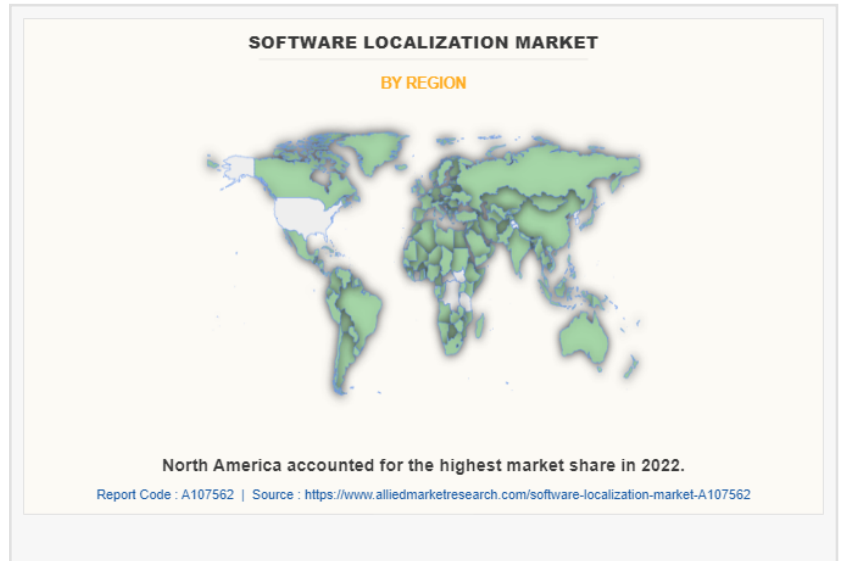 SOFTWARE LOCALIZATION MARKET
BY REGION
North America accounted for the highest market share in 2022.
Report Code : A107562 | Source : https://www.alliedmarketresearch.com/software-localization-market-A107562